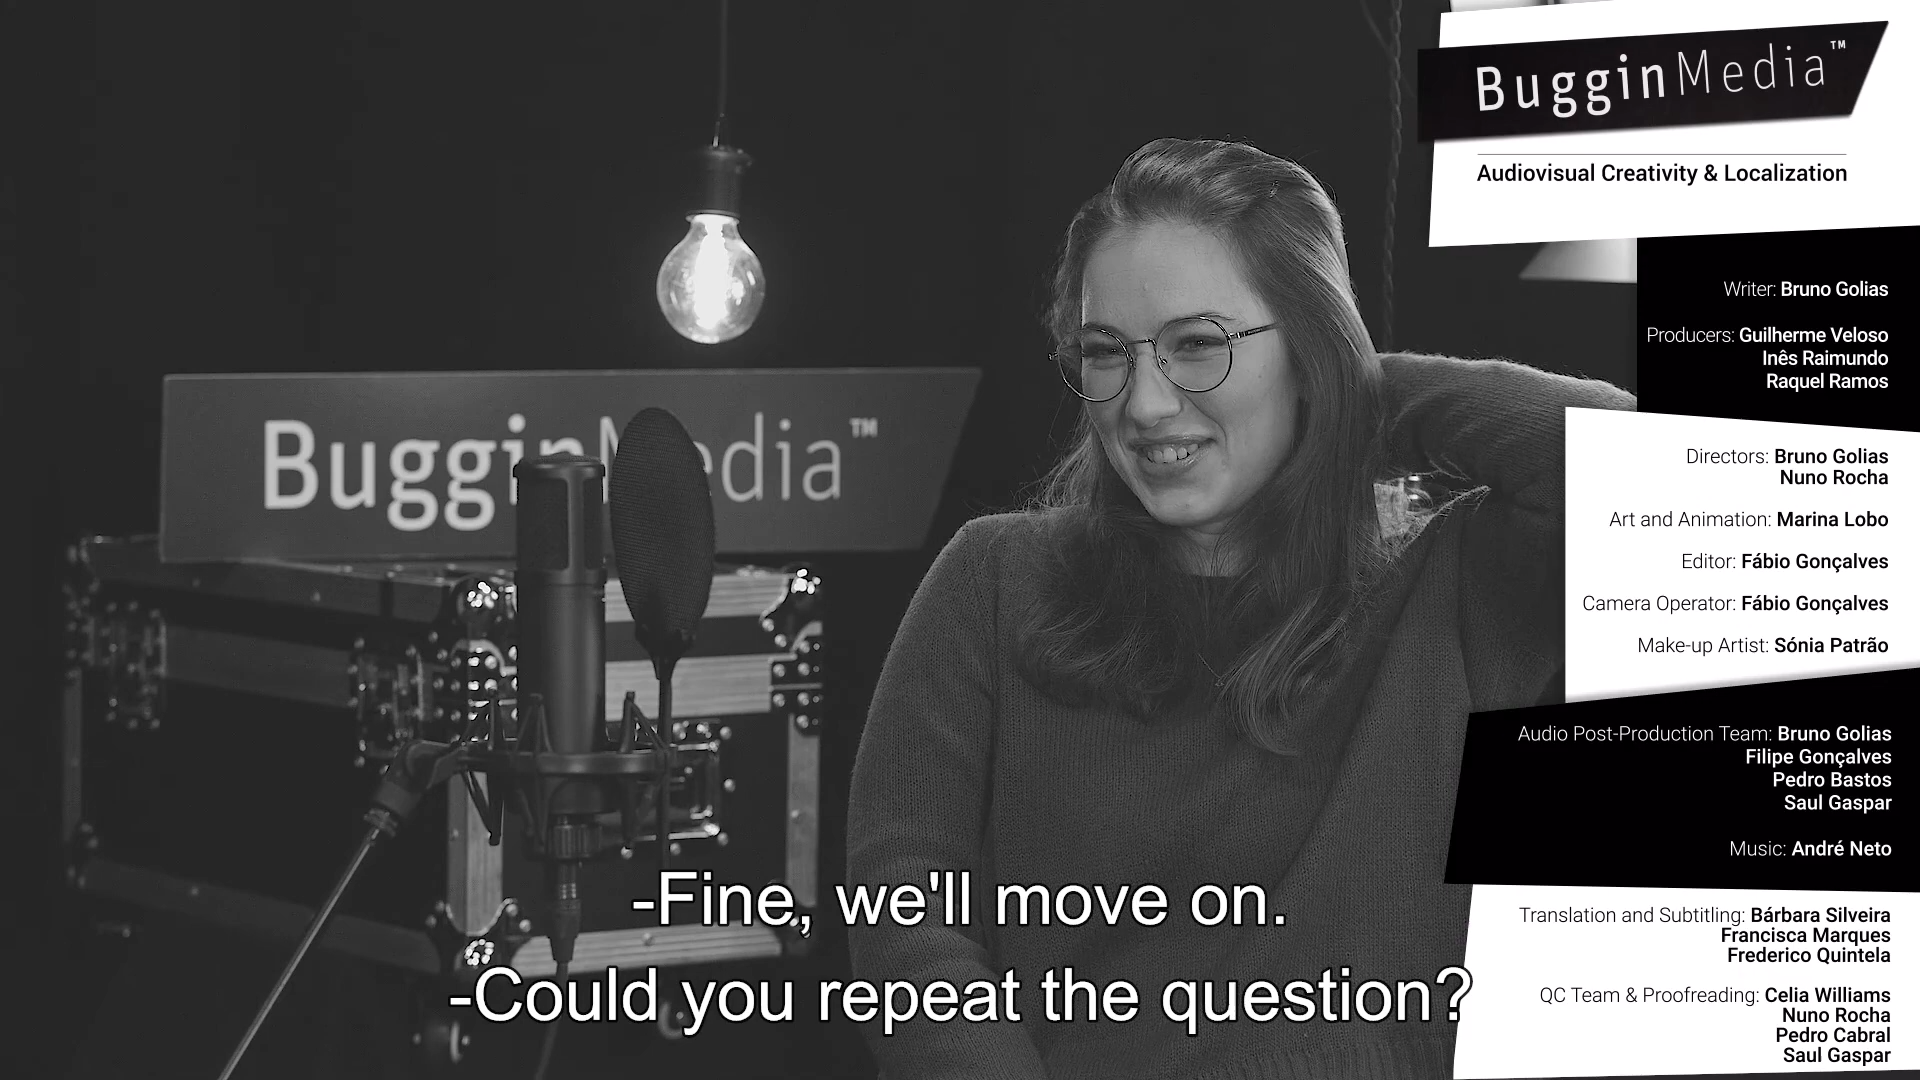 BugginMedia™
Audiovisual Creativity & Localization
Writer: Bruno Golias
Producers: Guilherme Veloso
Inês Raimundo
Raquel Ramos
Directors: Bruno Golias
Nuno Rocha
Art and Animation: Marina Lobo
Editor: Fábio Gonçalves
Camera Operator: Fábio Gonçalves
Make-up Artist: Sónia Patrão
Audio Post-Production Team: Bruno Golias
Filipe Gonçalves
Pedro Bastos
Saul Gaspar
Music: André Neto
Translation and Subtitling: Bárbara Silveira
Francisca Marques
Frederico Quintela
QC Team & Proofreading: Celia Williams
Nuno Rocha
Pedro Cabral
Saul Gaspar
BugginMedia™
-Fine, we'll move on.
-Could you repeat the question?